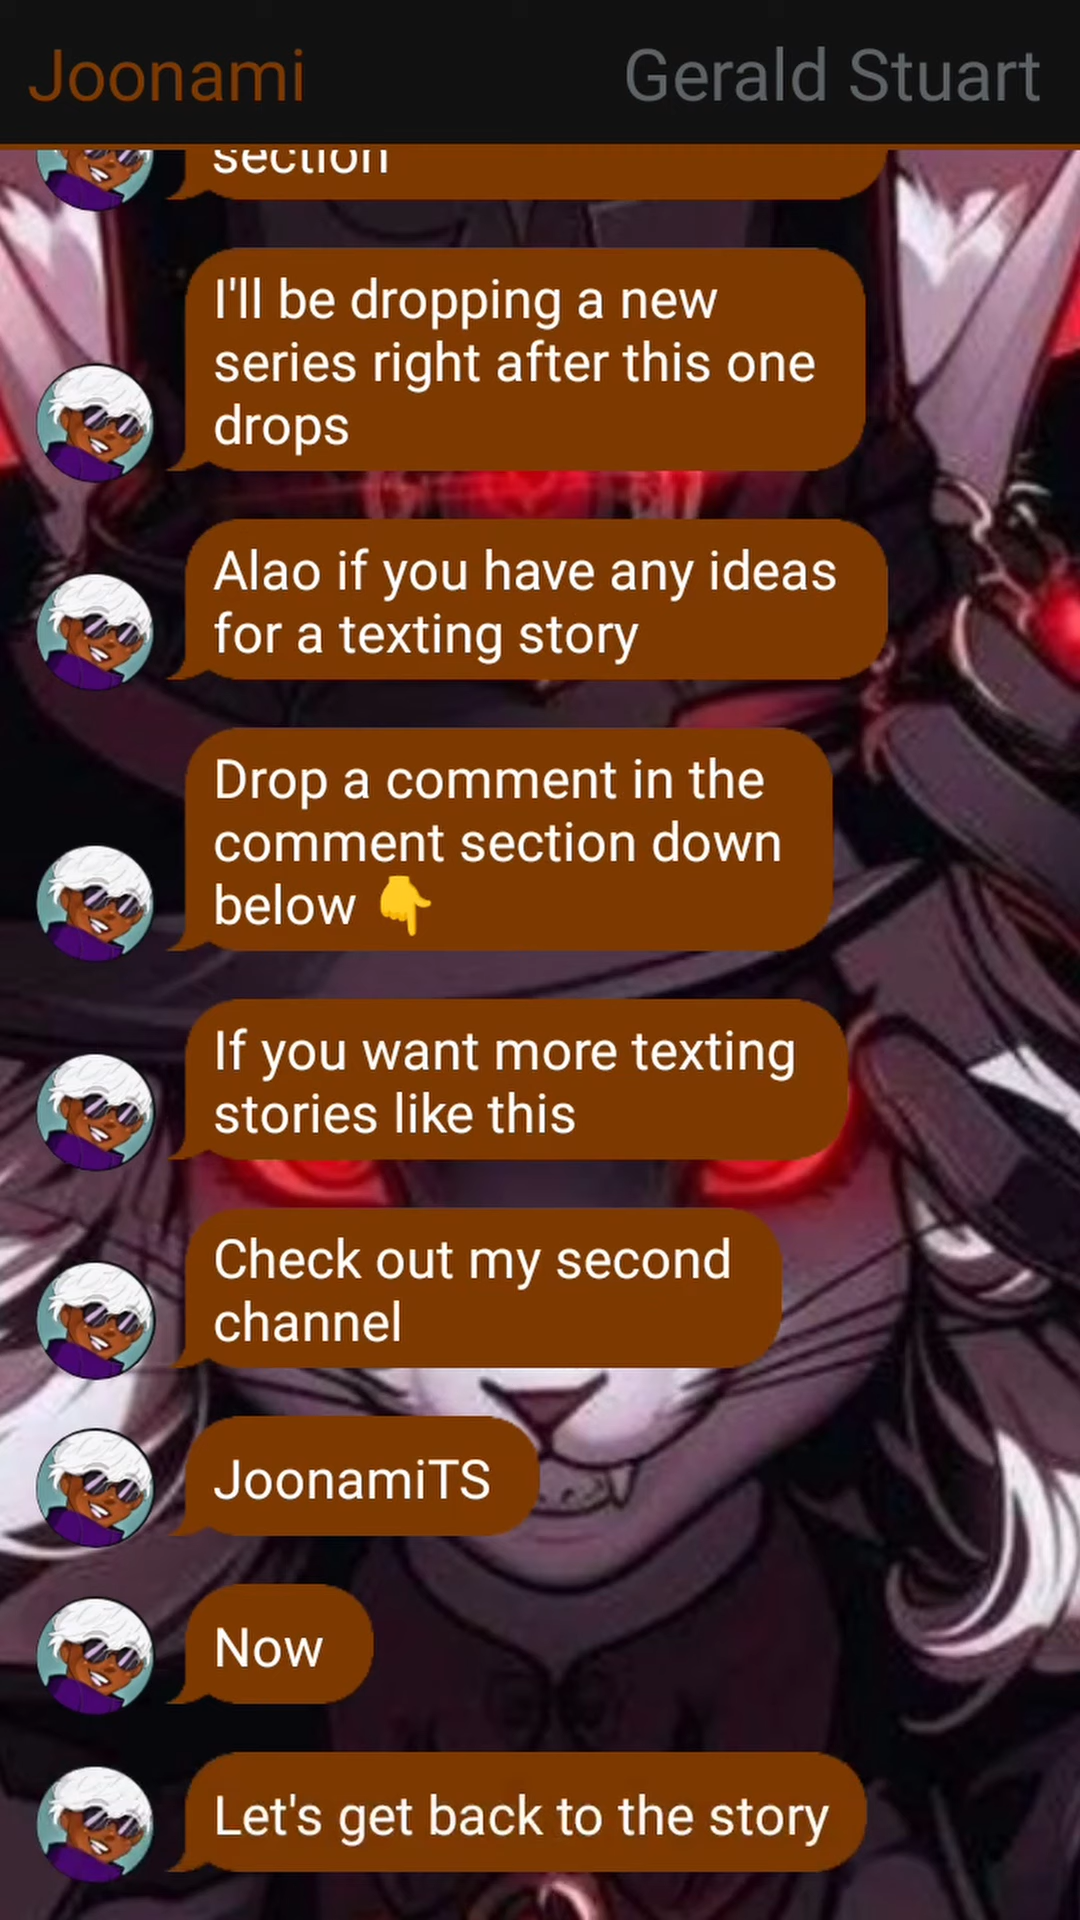 Joonami
Gerald Stuart
section
I'll be dropping a new
series right after this one
drops
Alao if you have any ideas
for a texting story
Drop a comment in the
comment section down
below 👇
If you want more texting
stories like this
Check out my second
channel
JoonamiTS
Now
Let's get back to the story